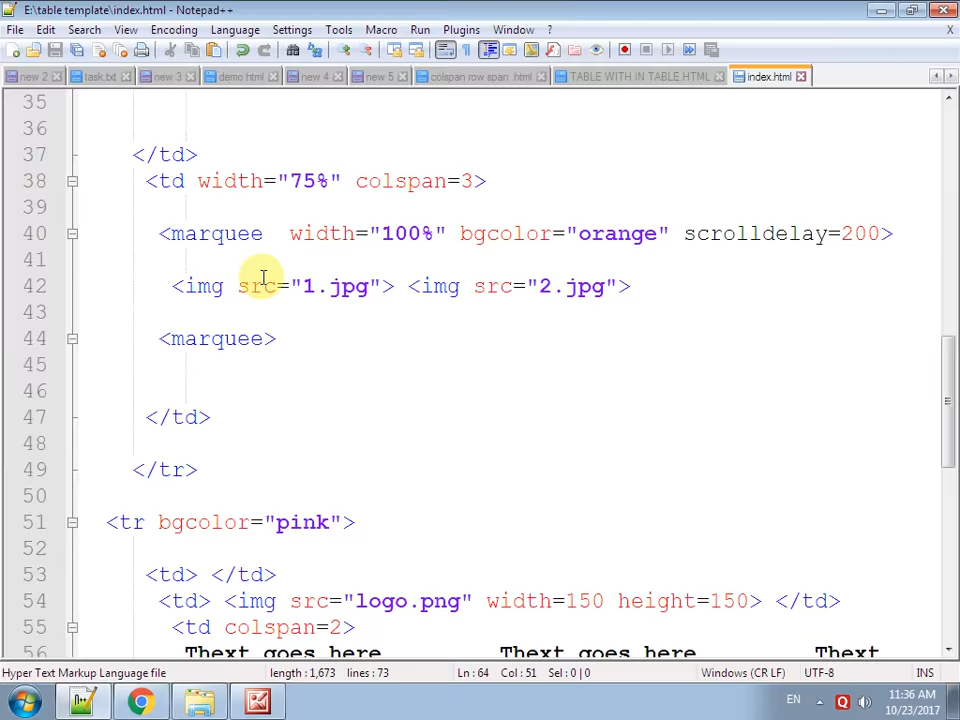 E:\table template\index.html - Notepad++
File Edit Search View Encoding Language Settings Tools Macro Run Plugins Window ? X
new 2 task.txt new 3 demo html new 4 new 5 colspan row span .html TABLE WITH IN TABLE HTML index.html
35
36
37 </td>
38 <td width="75%" colspan=3>
39
40 <marquee width="100%" bgcolor="orange" scrolldelay=200>
41
42 <img src="1.jpg"> <img src="2.jpg">
43
44 <marquee>
45
46
47 </td>
48
49 </tr>
50
51 <tr bgcolor="pink">
52
53 <td> </td>
54 <td> <img src="logo.png" width=150 height=150> </td>
55 <td colspan=2>
56 Thext goes here Thext goes here Thext
Hyper Text Markup Language file length : 1,673 lines : 73 Ln : 64 Col : 51 Sel : 0 | 0 Windows (CR LF) UTF-8 INS
EN 11:36 AM
10/23/2017